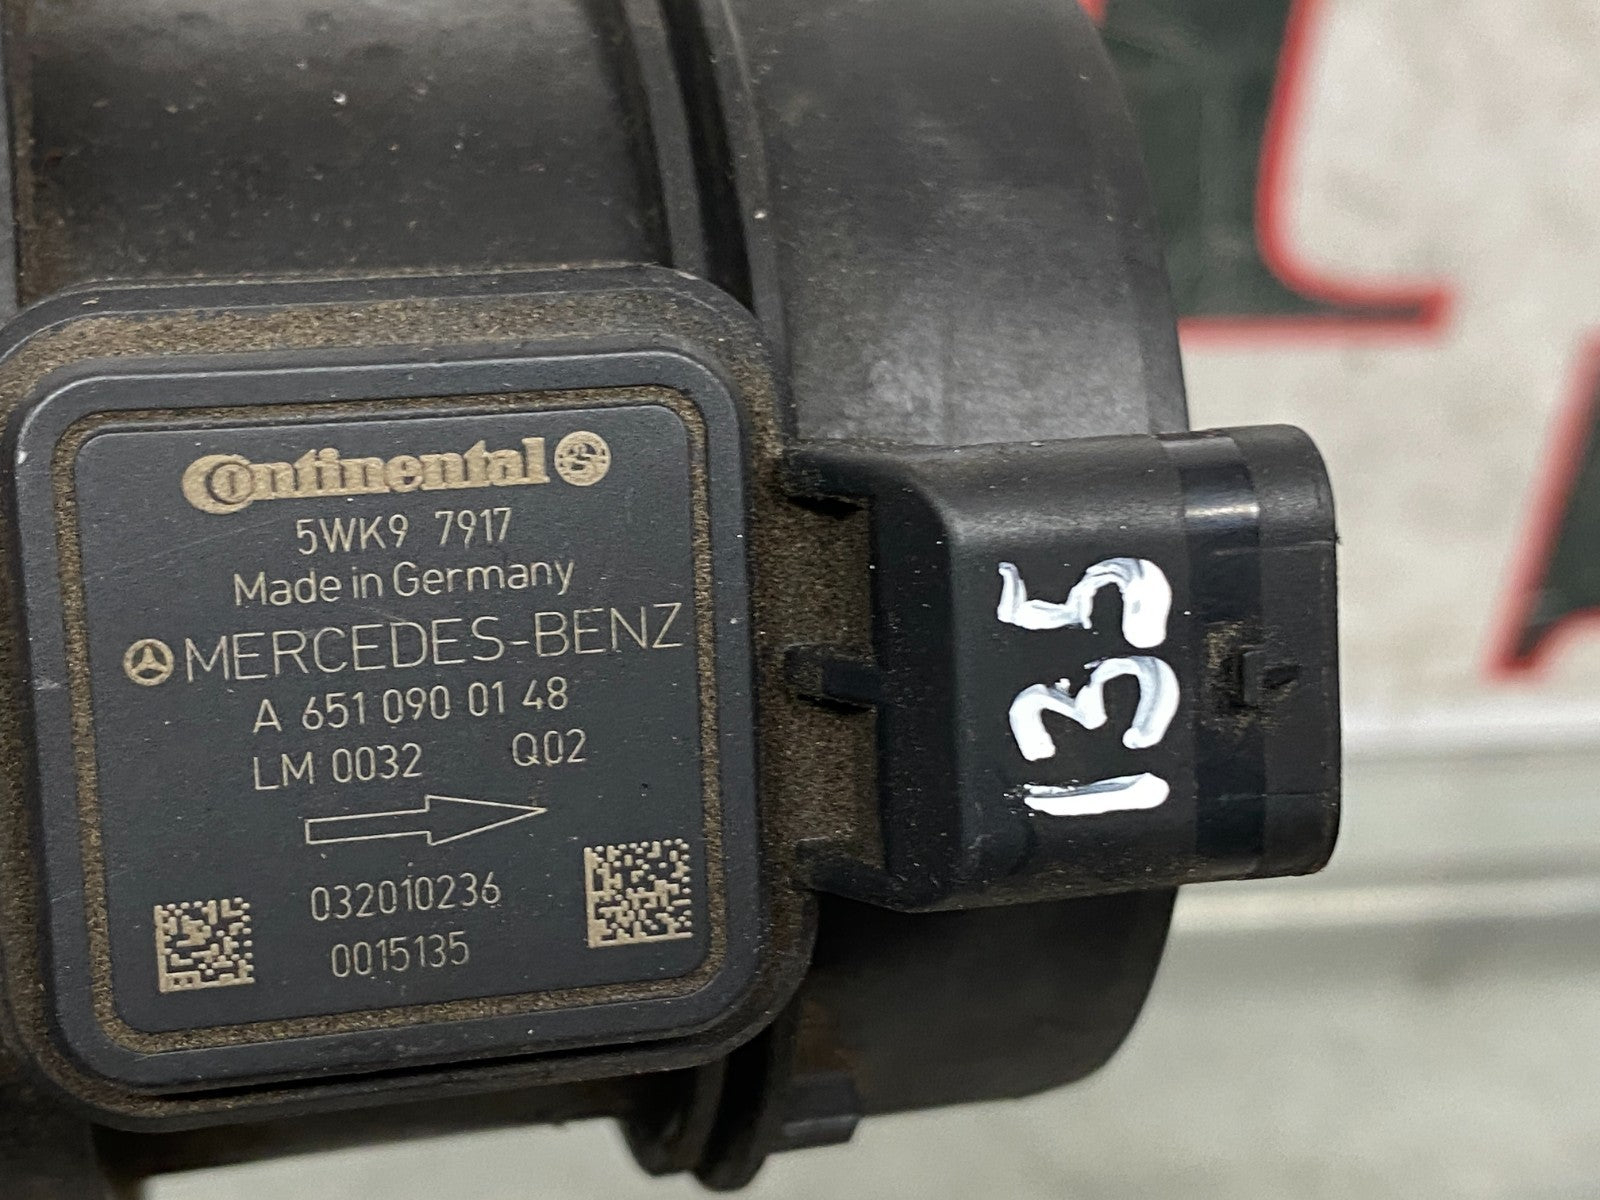 Continental
5WK9 7917
Made in Germany
MERCEDES-BENZ
A 651 090 01 48
LM 0032 Q02
032010236
0015135
135